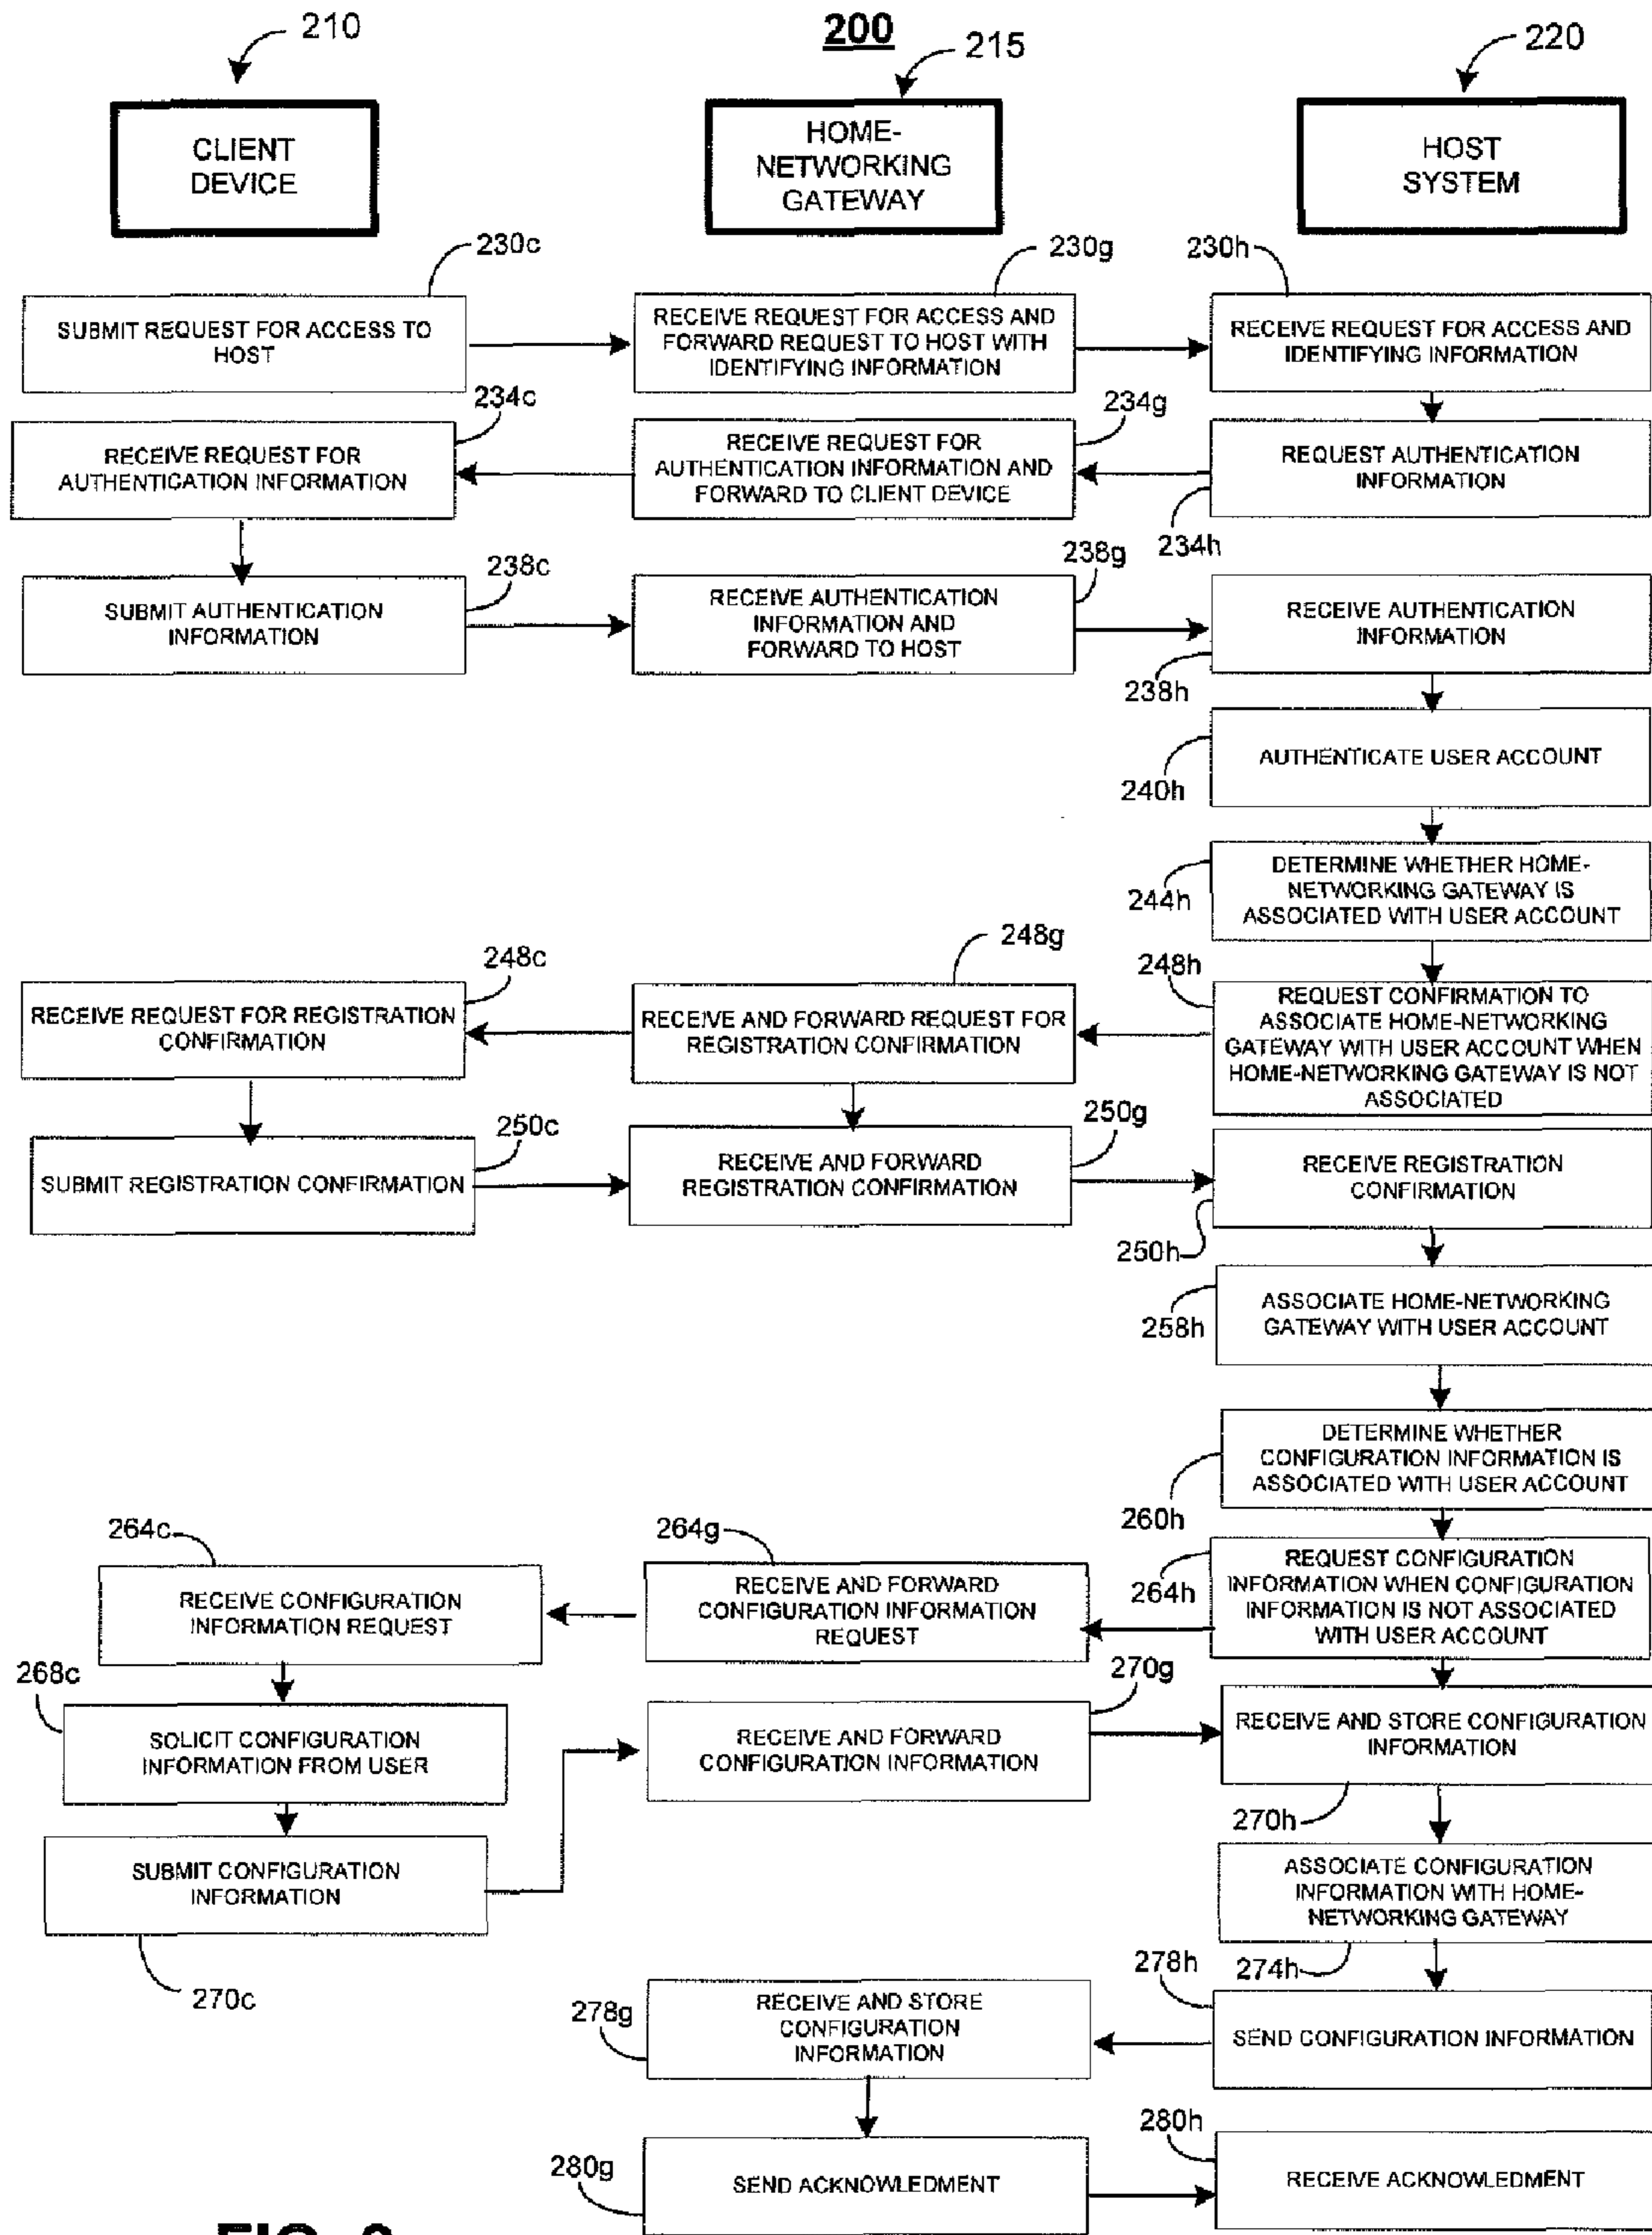 210
200
215
220
CLIENT
DEVICE
HOME-
NETWORKING
GATEWAY
HOST
SYSTEM
230c
230g
230h
SUBMIT REQUEST FOR ACCESS TO
HOST
RECEIVE REQUEST FOR ACCESS AND
FORWARD REQUEST TO HOST WITH
IDENTIFYING INFORMATION
RECEIVE REQUEST FOR ACCESS AND
IDENTIFYING INFORMATION
234c
234g
RECEIVE REQUEST FOR
AUTHENTICATION INFORMATION
RECEIVE REQUEST FOR
AUTHENTICATION INFORMATION AND
FORWARD TO CLIENT DEVICE
REQUEST AUTHENTICATION
INFORMATION
234h
238c
238g
SUBMIT AUTHENTICATION
INFORMATION
RECEIVE AUTHENTICATION
INFORMATION AND
FORWARD TO HOST
RECEIVE AUTHENTICATION
INFORMATION
238h
AUTHENTICATE USER ACCOUNT
240h
DETERMINE WHETHER HOME-
NETWORKING GATEWAY IS
ASSOCIATED WITH USER ACCOUNT
244h
248c
248g
248h
RECEIVE REQUEST FOR REGISTRATION
CONFIRMATION
RECEIVE AND FORWARD REQUEST FOR
REGISTRATION CONFIRMATION
REQUEST CONFIRMATION TO
ASSOCIATE HOME-NETWORKING
GATEWAY WITH USER ACCOUNT WHEN
HOME-NETWORKING GATEWAY IS NOT
ASSOCIATED
250c
250g
SUBMIT REGISTRATION CONFIRMATION
RECEIVE AND FORWARD
REGISTRATION CONFIRMATION
RECEIVE REGISTRATION
CONFIRMATION
250h
ASSOCIATE HOME-NETWORKING
GATEWAY WITH USER ACCOUNT
258h
DETERMINE WHETHER
CONFIGURATION INFORMATION IS
ASSOCIATED WITH USER ACCOUNT
260h
264c
264g
264h
RECEIVE CONFIGURATION
INFORMATION REQUEST
RECEIVE AND FORWARD
CONFIGURATION INFORMATION
REQUEST
REQUEST CONFIGURATION
INFORMATION WHEN CONFIGURATION
INFORMATION IS NOT ASSOCIATED
WITH USER ACCOUNT
268c
270g
SOLICIT CONFIGURATION
INFORMATION FROM USER
RECEIVE AND FORWARD
CONFIGURATION INFORMATION
RECEIVE AND STORE CONFIGURATION
INFORMATION
270h
SUBMIT CONFIGURATION
INFORMATION
ASSOCIATE CONFIGURATION
INFORMATION WITH HOME-
NETWORKING GATEWAY
270c
274h
278h
278g
RECEIVE AND STORE
CONFIGURATION
INFORMATION
SEND CONFIGURATION INFORMATION
280h
280g
SEND ACKNOWLEDMENT
RECEIVE ACKNOWLEDMENT